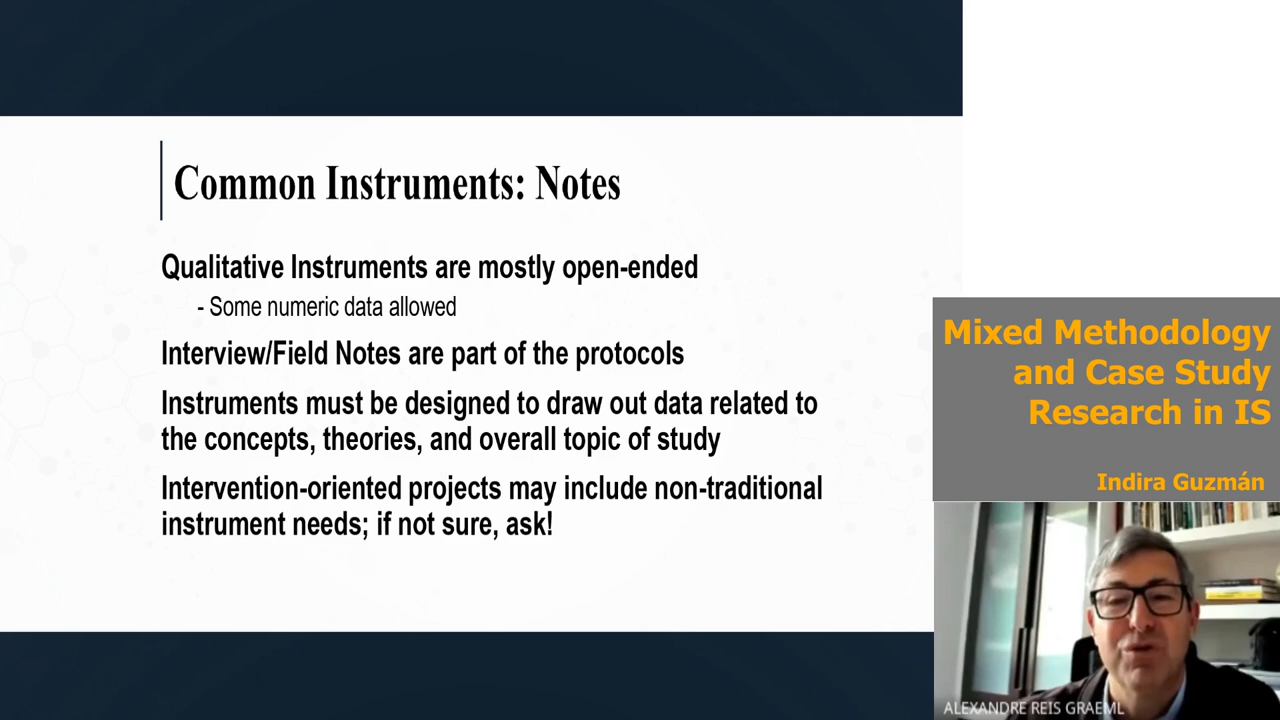 Common Instruments: Notes
Qualitative Instruments are mostly open-ended
- Some numeric data allowed
Interview/Field Notes are part of the protocols
Instruments must be designed to draw out data related to
the concepts, theories, and overall topic of study
Intervention-oriented projects may include non-traditional
instrument needs; if not sure, ask!
Mixed Methodology
and Case Study
Research in IS
Indira Guzmán
ALEXANDRE REIS GRAEML